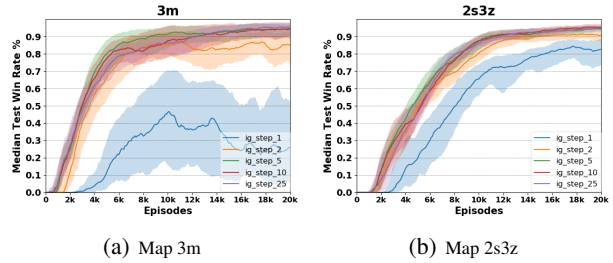 3m
Median Test Win Rate %
0.9
0.8
0.7
0.6
0.5
0.4
0.3
0.2
0.1
0.0
0 2k 4k 6k 8k 10k 12k 14k 16k 18k 20k
Episodes
ig_step_1
ig_step_2
ig_step_5
ig_step_10
ig_step_25
(a) Map 3m
2s3z
Median Test Win Rate %
0.9
0.8
0.7
0.6
0.5
0.4
0.3
0.2
0.1
0.0
0 2k 4k 6k 8k 10k 12k 14k 16k 18k 20k
Episodes
ig_step_1
ig_step_2
ig_step_5
ig_step_10
ig_step_25
(b) Map 2s3z